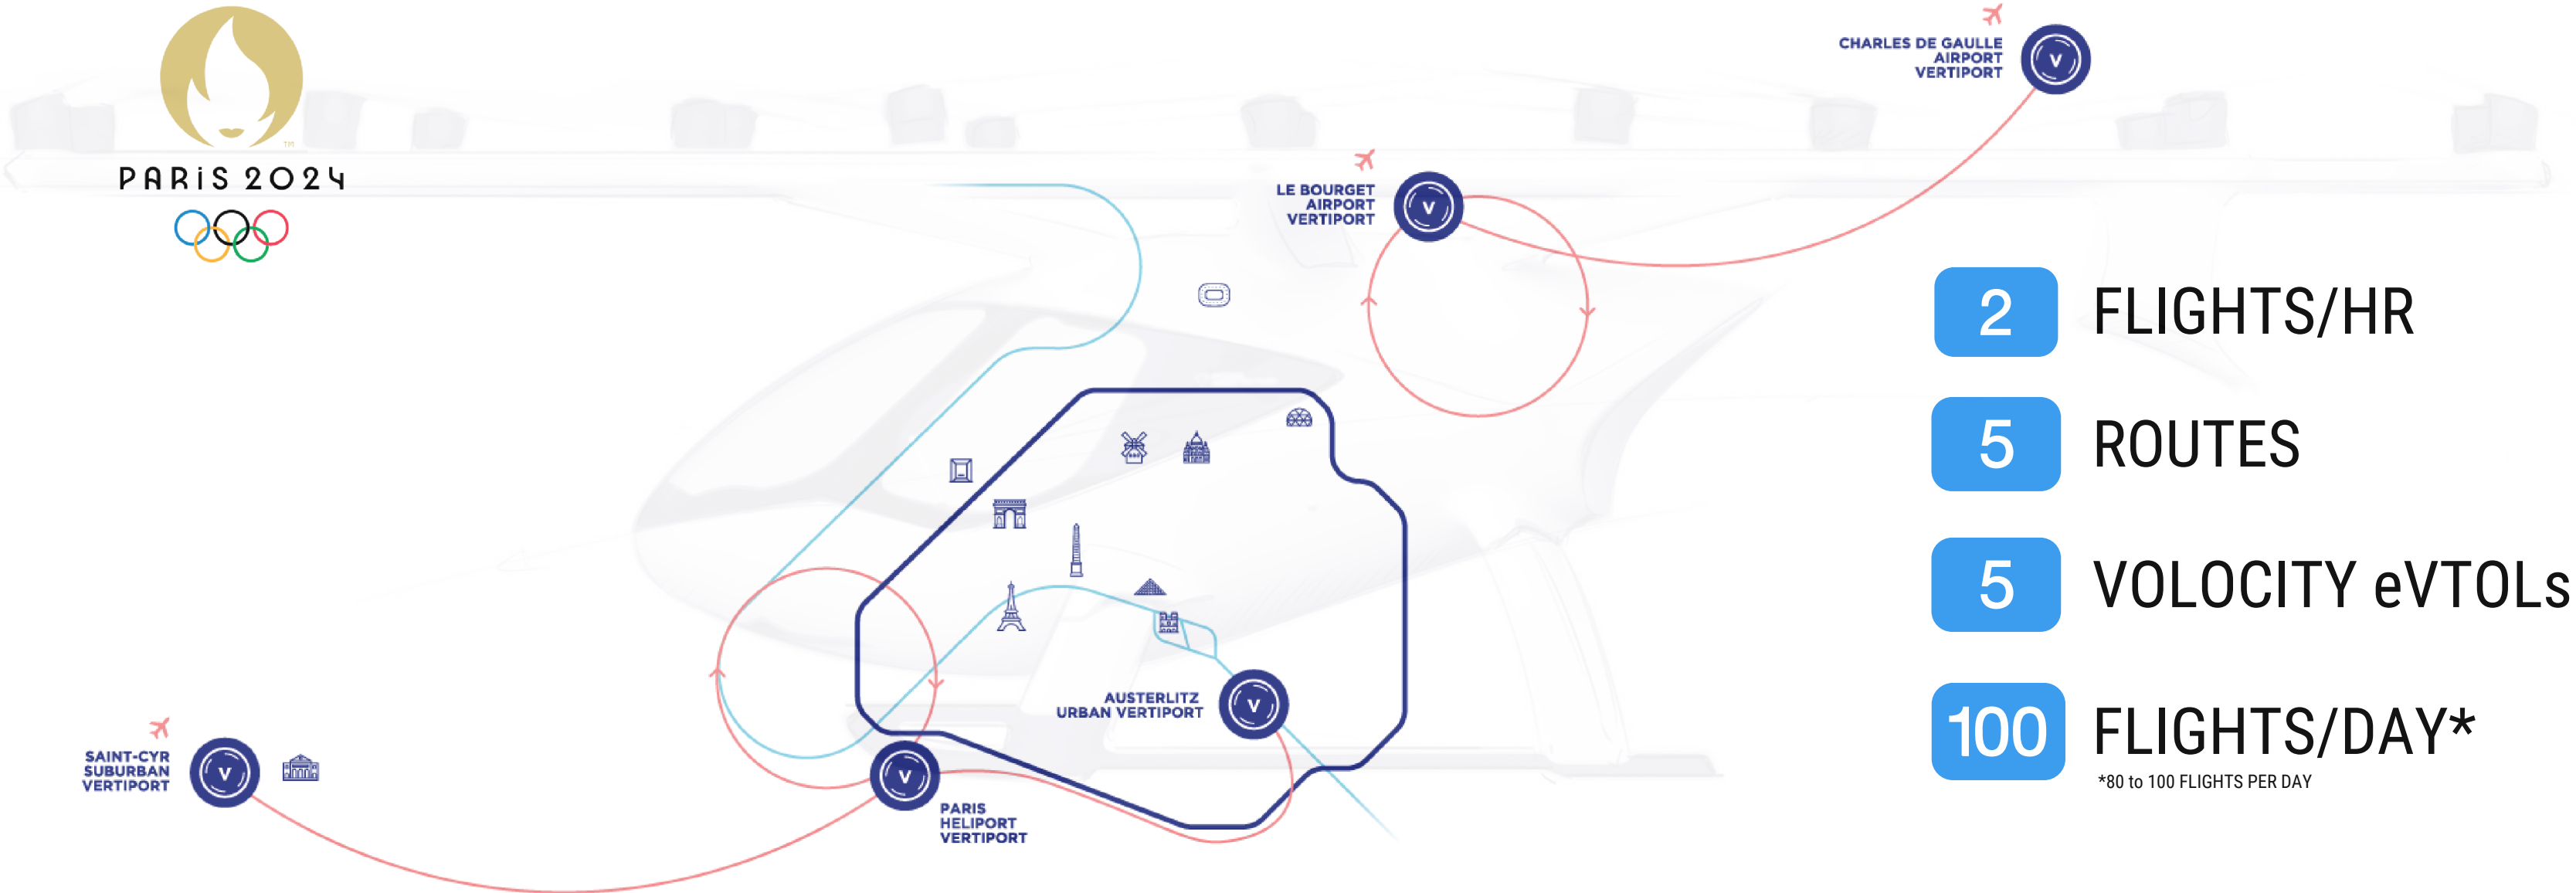 TM
PARIS 2024
CHARLES DE GAULLE
AIRPORT
VERTIPORT
V
LE BOURGET
AIRPORT
VERTIPORT
V
2 FLIGHTS/HR
5 ROUTES
5 VOLOCITY eVTOLs
100 FLIGHTS/DAY*
*80 to 100 FLIGHTS PER DAY
AUSTERLITZ
URBAN VERTIPORT
V
SAINT-CYR
SUBURBAN
VERTIPORT
V
V
PARIS
HELIPORT
VERTIPORT